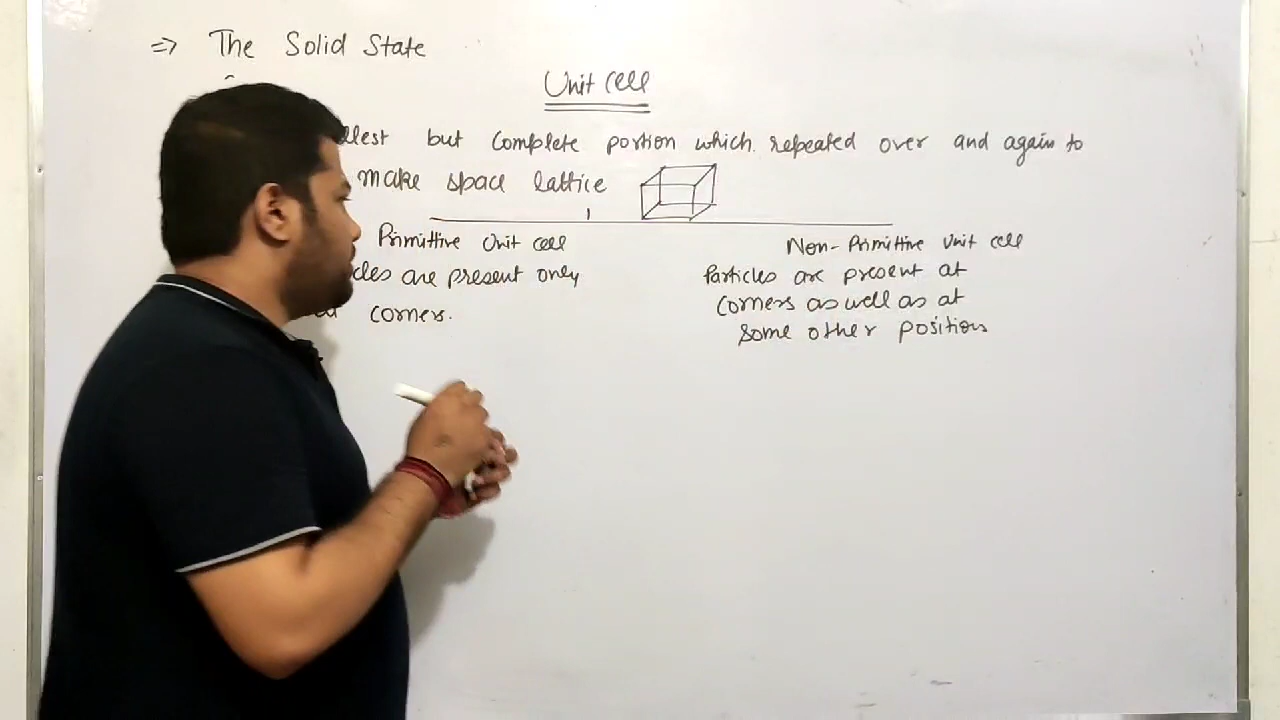 ⇒ The Solid State
Unit cell
but Complete portion which repeated over and again to
make space lattice
Primittive Unit cell
Non-Primittive Unit cell
are present only
Particles are present at
corners.
Corners as well as at
some other position